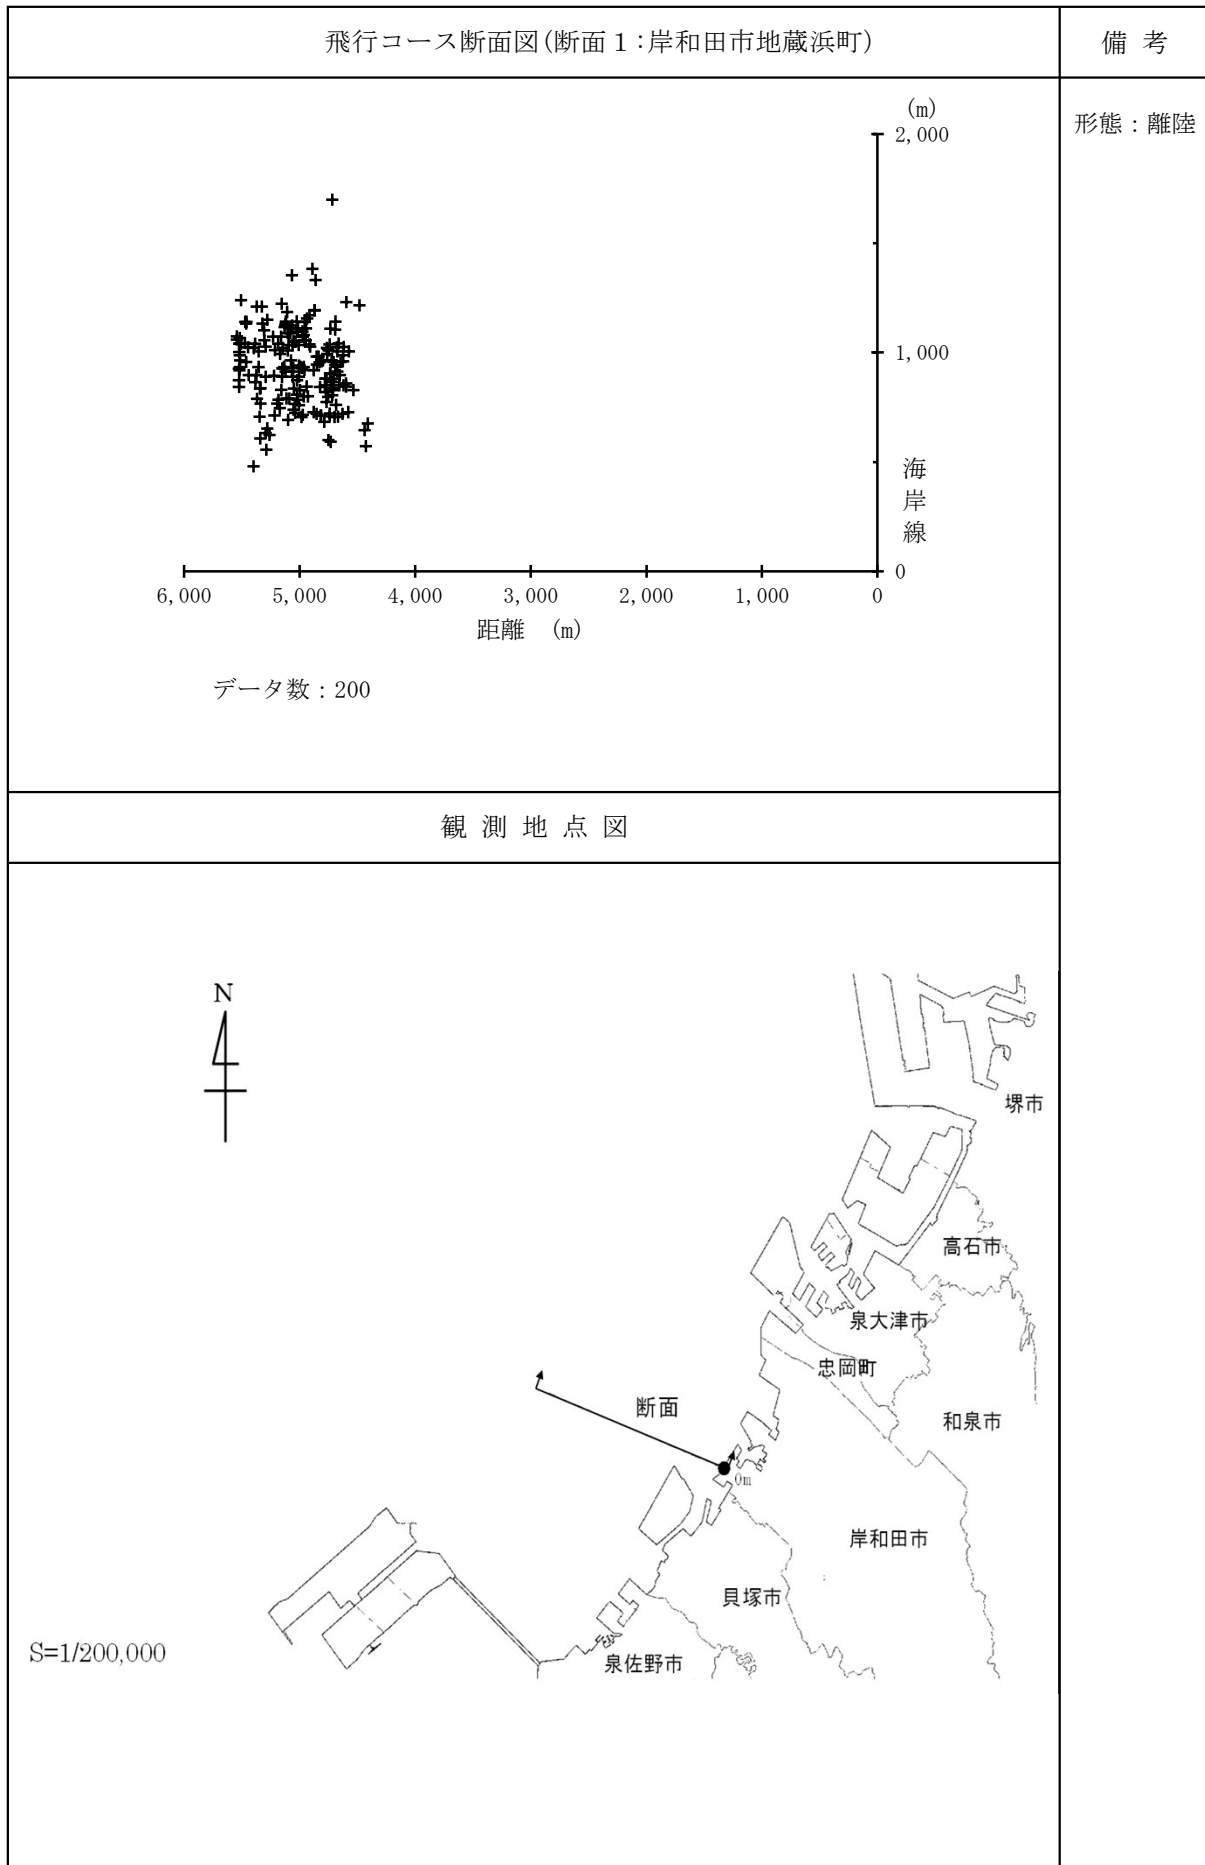 飛行コース断面図(断面1:岸和田市地蔵浜町)
備 考
形態：離陸
(m)
2,000
1,000
0
海岸線
6,000 5,000 4,000 3,000 2,000 1,000 0
距離 (m)
データ数：200
観 測 地 点 図
N
堺市
高石市
泉大津市
忠岡町
断面
和泉市
0m
岸和田市
貝塚市
S=1/200,000
泉佐野市